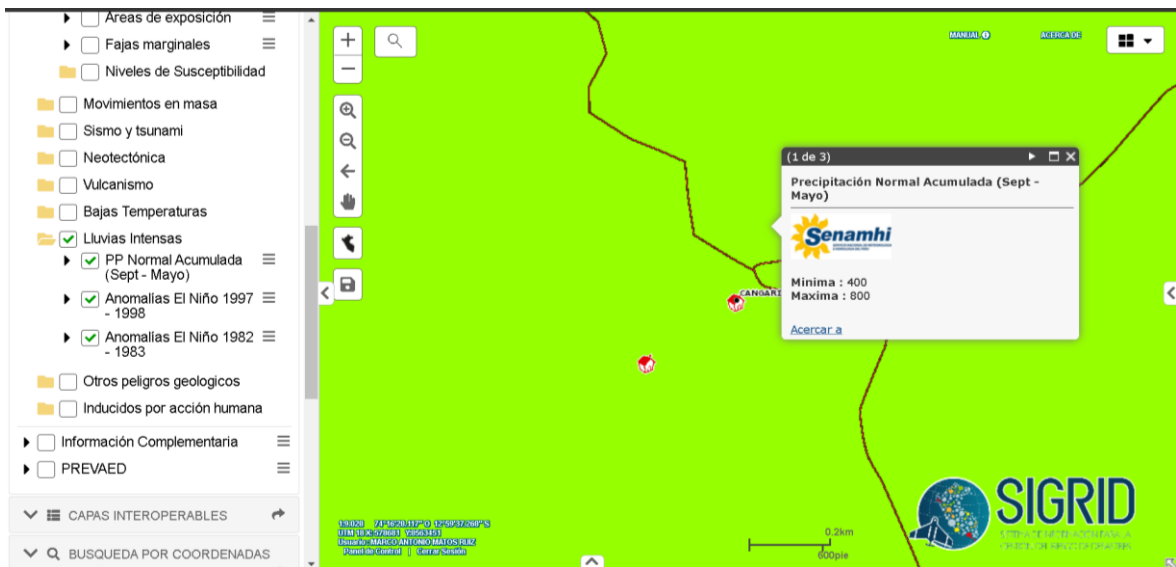 Áreas de exposición
Fajas marginales
Niveles de Susceptibilidad
Movimientos en masa
Sismo y tsunami
Neotectónica
Vulcanismo
Bajas Temperaturas
Lluvias Intensas
PP Normal Acumulada
(Sept - Mayo)
Anomalías El Niño 1997
- 1998
Anomalías El Niño 1982
- 1983
Otros peligros geologicos
Inducidos por acción humana
Información Complementaria
PREVAED
CAPAS INTEROPERABLES
BUSQUEDA POR COORDENADAS
MANUAL
ACERCA DE
(1 de 3)
Precipitación Normal Acumulada (Sept -
Mayo)
Senamhi
Minima : 400
Maxima : 800
Acercar a
CANGARI
Usuario: MARCO ANTONIO MATOS RUIZ
Panel de Control | Cerrar Sesión
0.2km
600pie
SIGRID